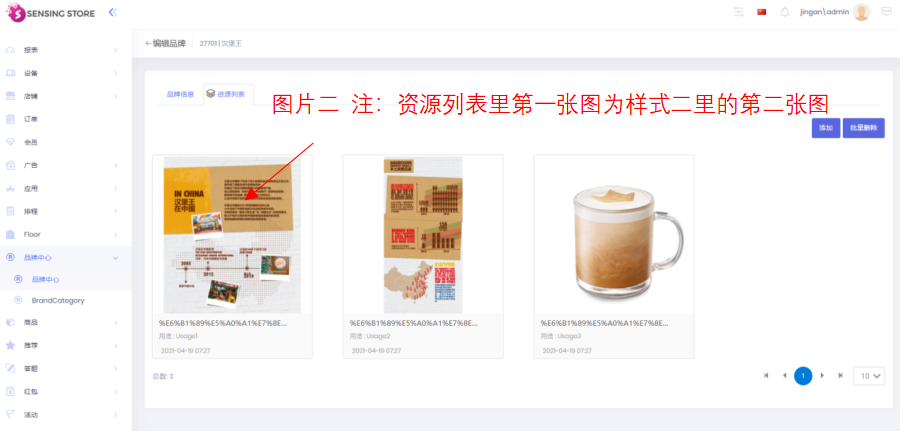 SENSING STORE
jingan\admin
报表
设备
店铺
订单
会员
广告
应用
排程
Floor
品牌中心
品牌中心
BrandCategory
商品
推荐
答题
红包
活动
编辑品牌 27701 | 汉堡王
品牌信息 资源列表
图片二 注：资源列表里第一张图为样式二里的第二张图
添加 批量删除
IN CHINA
汉堡王
在中国
%E6%B1%89%E5%A0%A1%E7%8E...
用途 : Usage1
2021-04-19 07:27
%E6%B1%89%E5%A0%A1%E7%8E...
用途 : Usage2
2021-04-19 07:27
%E6%B1%89%E5%A0%A1%E7%8E...
用途 : Usage3
2021-04-19 07:27
总数: 3
1
10